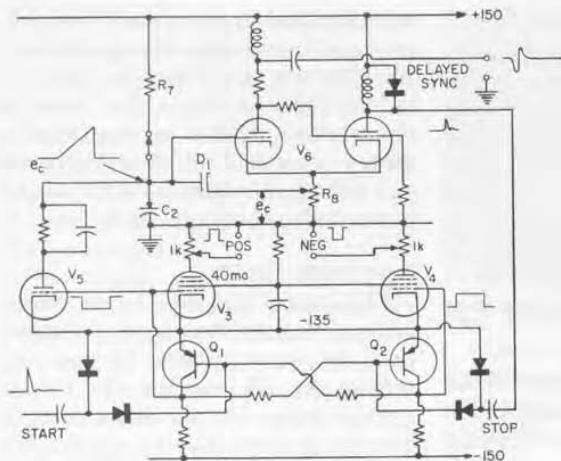 +150
DELAYED
SYNC
R7
V6
D1
ec
R8
C2
ec
1k
POS
NEG
1k
V5
40ma
V4
V3
-135
Q1
Q2
START
STOP
-150